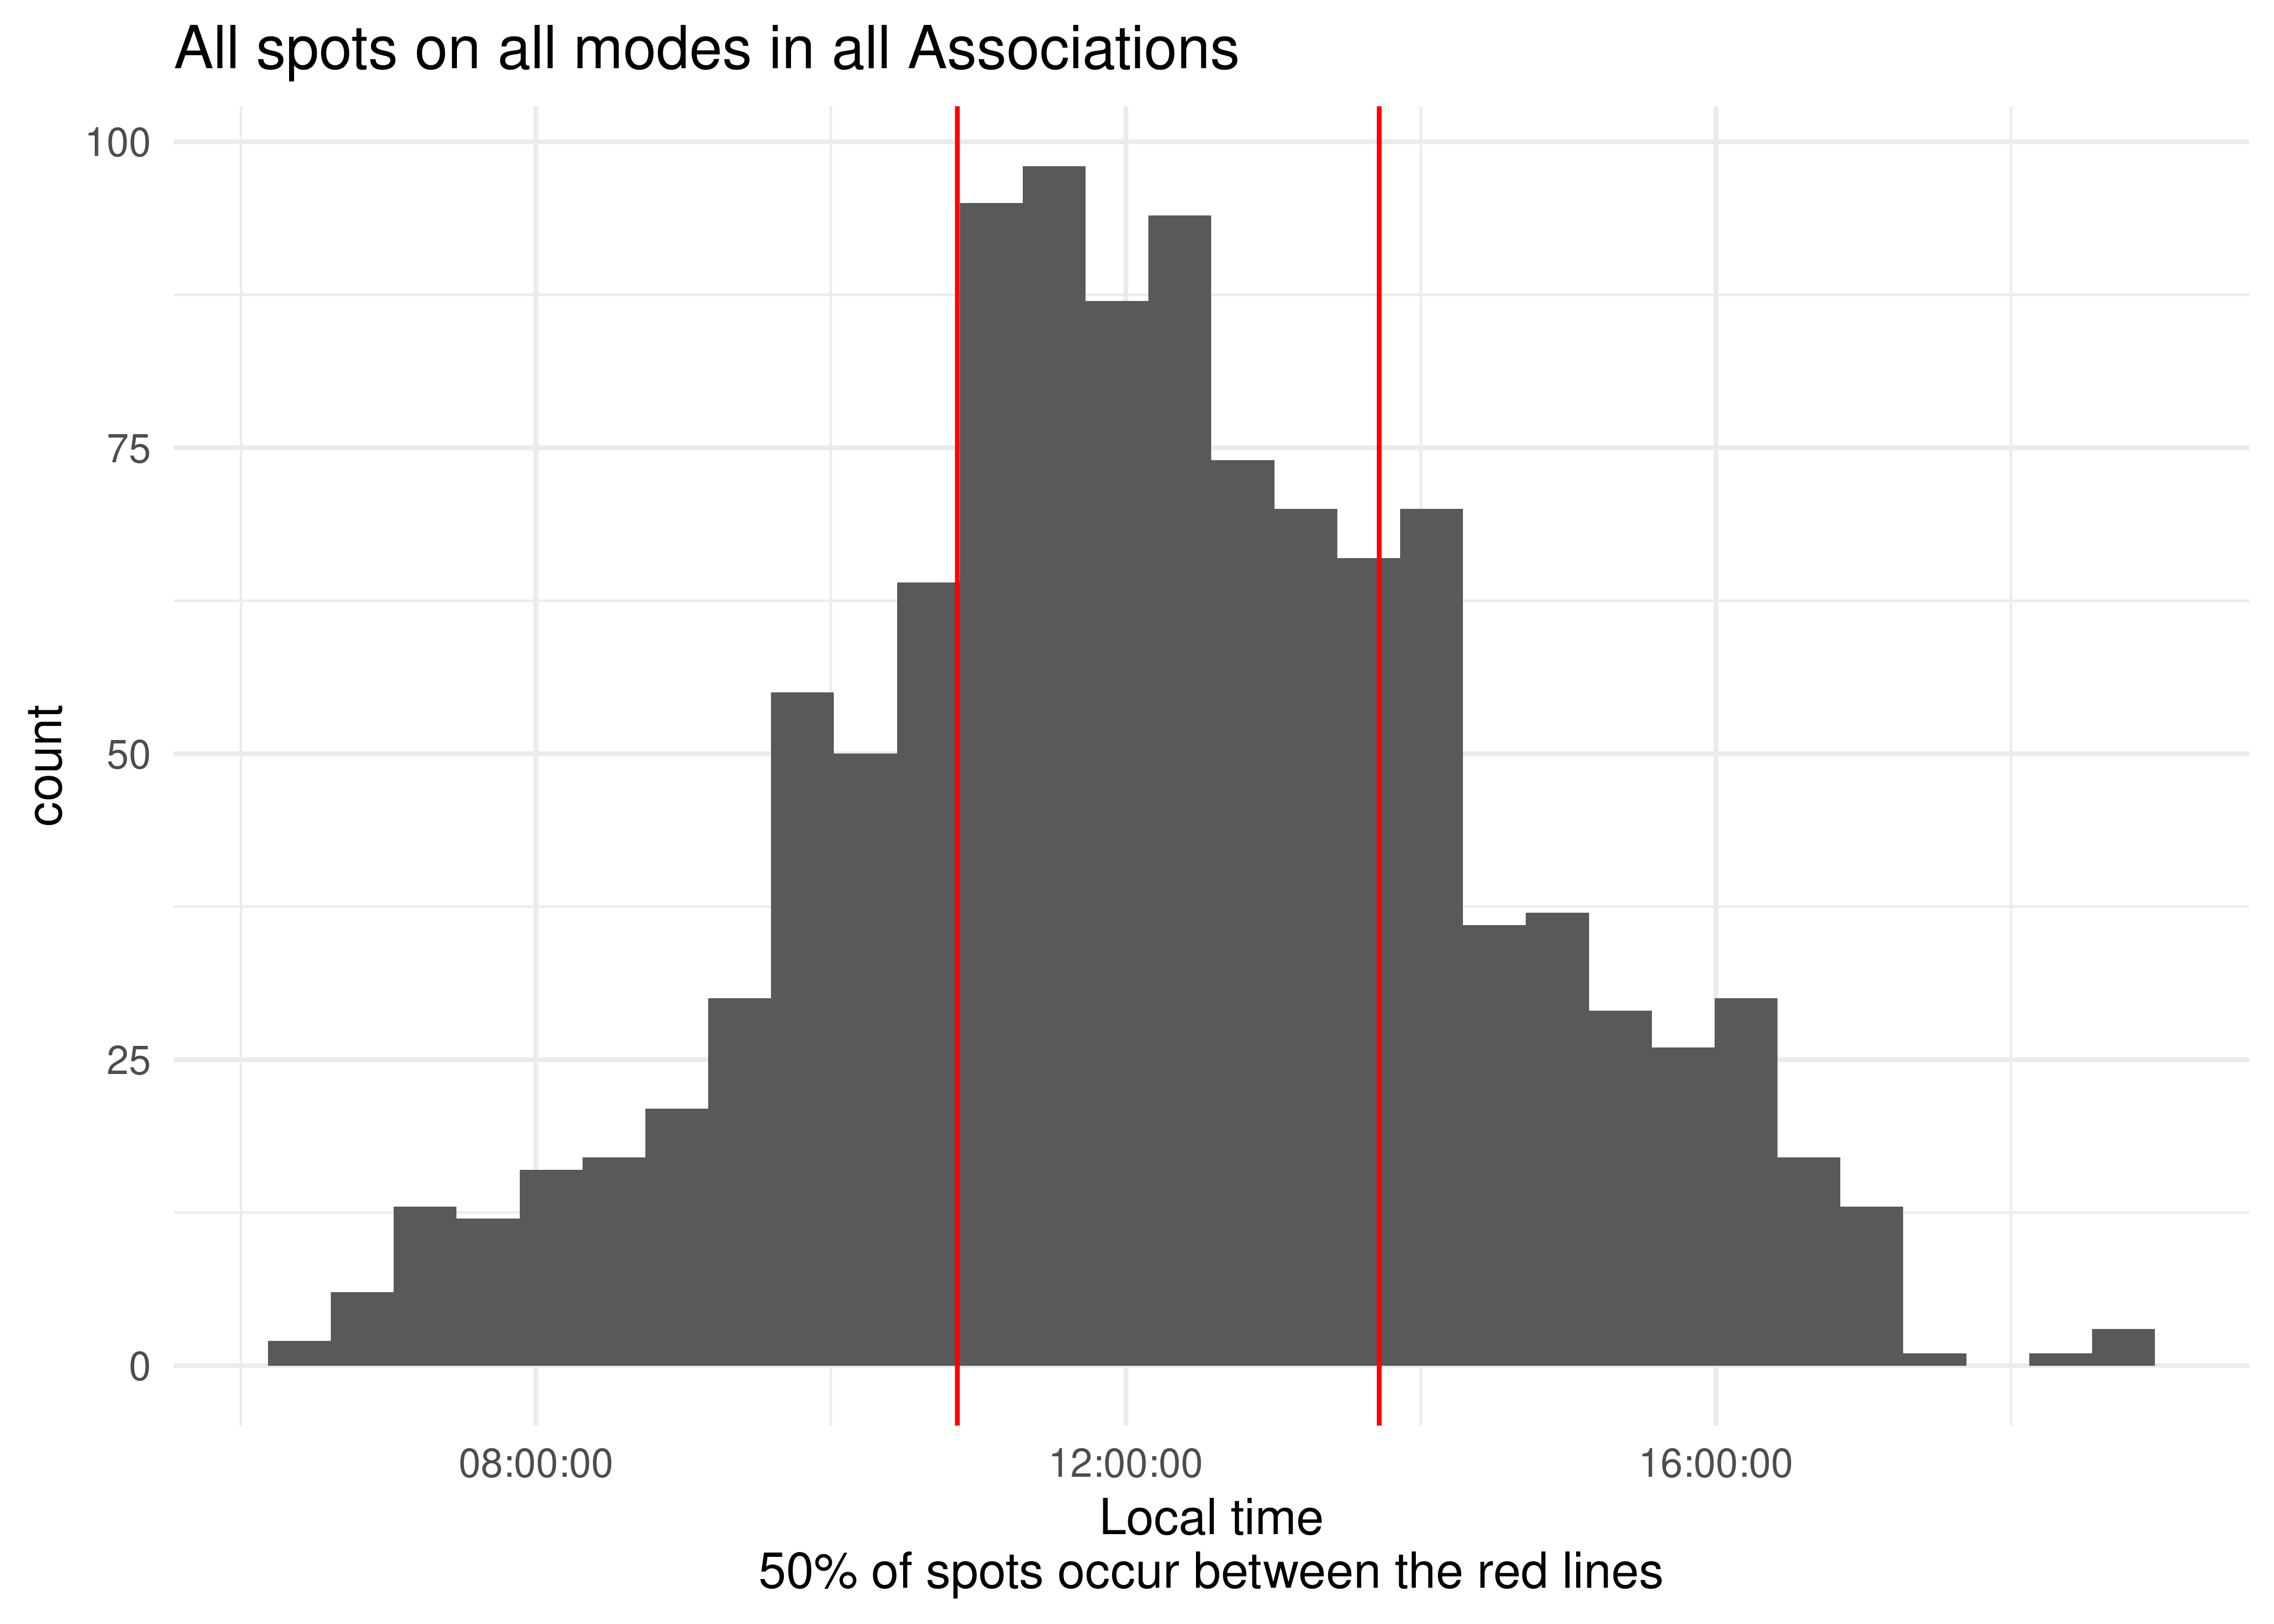 All spots on all modes in all Associations
100
75
50
25
0
count
08:00:00 12:00:00 16:00:00
Local time
50% of spots occur between the red lines